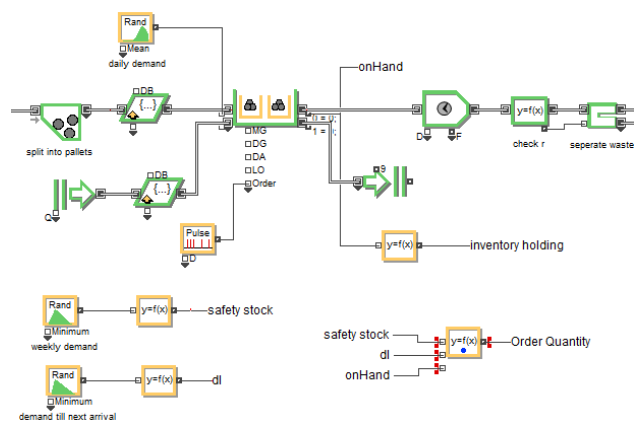 Rand
Mean
daily demand
onHand
DB
{...}
0 = 0;
1 =
D
F
y=f(x)
split into pallets
MG
DG
DA
LO
Order
check r
seperate waste
DB
{...}
9
Q
Pulse
D
y=f(x)
inventory holding
Rand
y=f(x)
safety stock
Minimum
weekly demand
safety stock
dl
onHand
y=f(x)
Order Quantity
Rand
y=f(x)
dl
Minimum
demand till next arrival